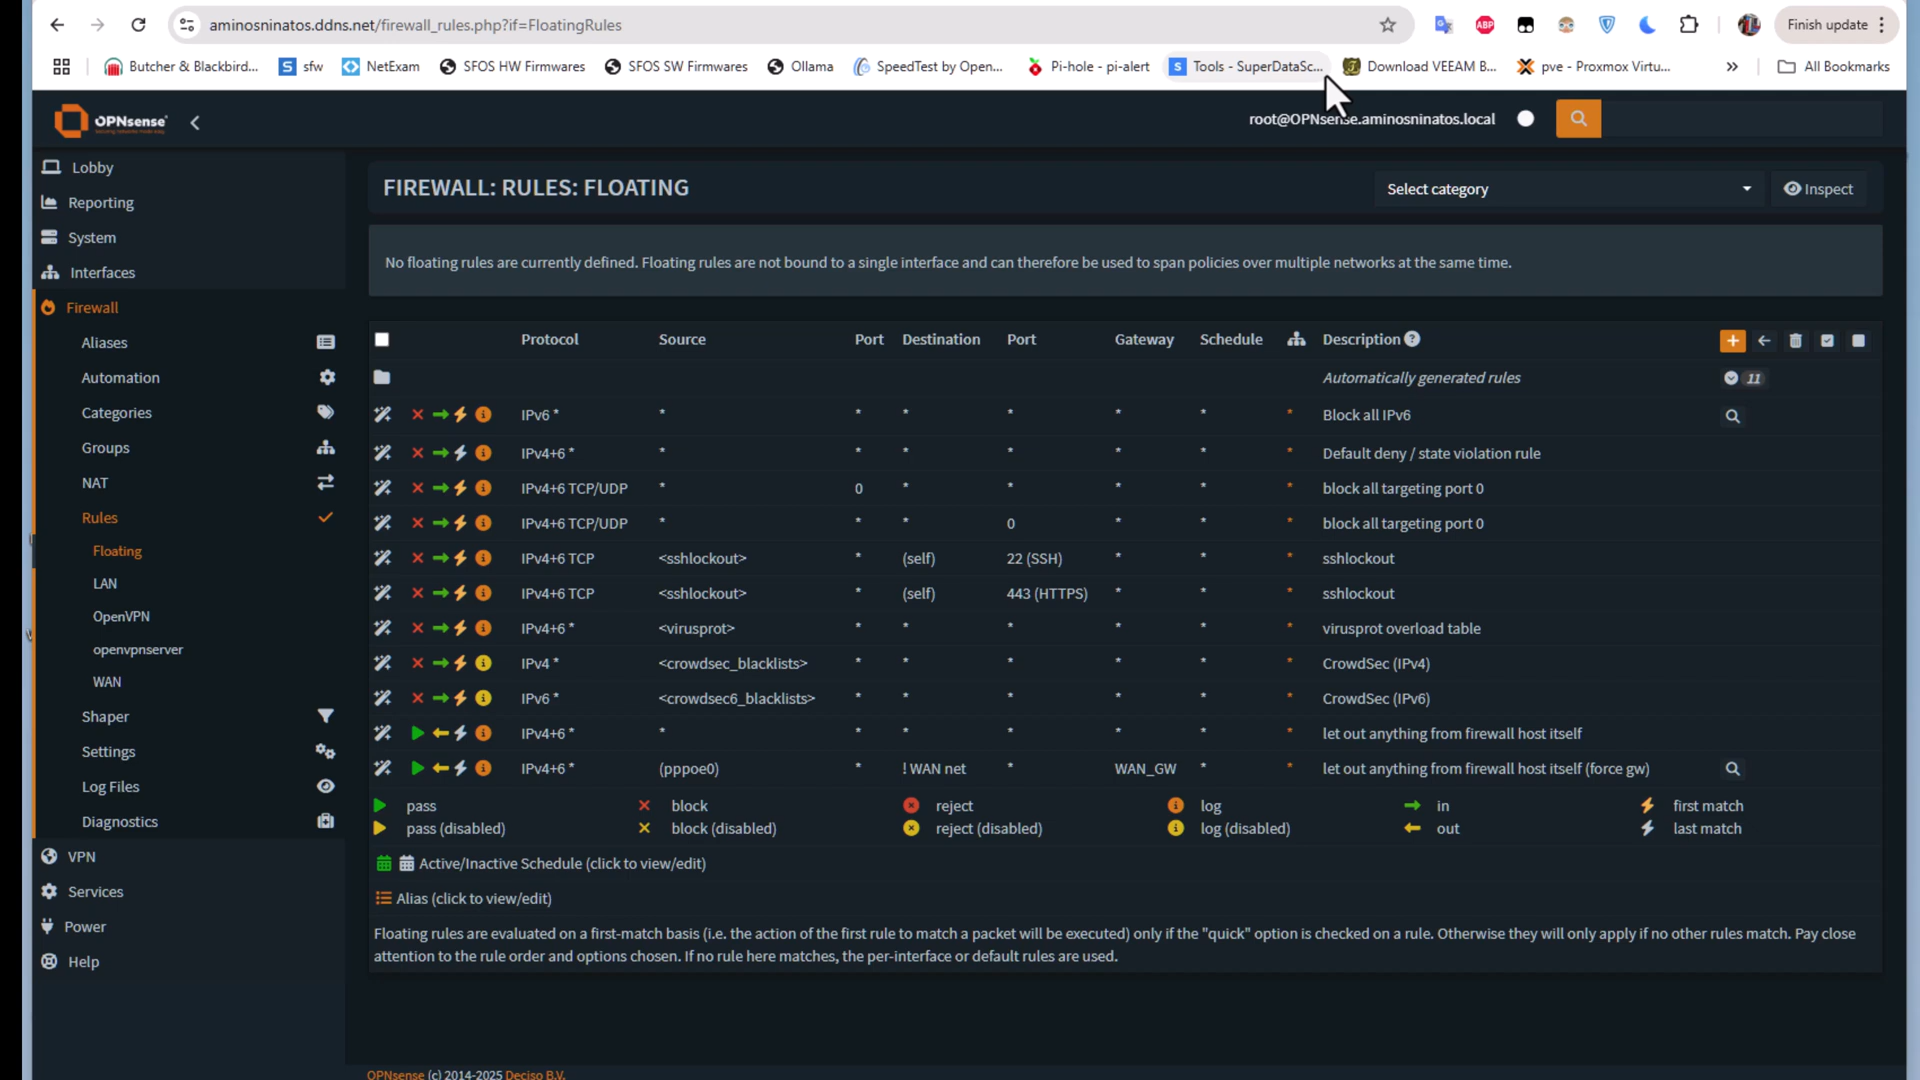 aminosninatos.ddns.net/firewall_rules.php?if=FloatingRules
ABP
Finish update
Butcher & Blackbird...
S sfw
NetExam
SFOS HW Firmwares
SFOS SW Firmwares
Ollama
SpeedTest by Open...
Pi-hole - pi-alert
S Tools - SuperDataSc...
Download VEEAM B...
pve - Proxmox Virtu...
All Bookmarks
OPNsense
root@OPNsense.aminosninatos.local
Lobby
Reporting
System
Interfaces
Firewall
Aliases
Automation
Categories
Groups
NAT
Rules
Floating
LAN
OpenVPN
openvpnserver
WAN
Shaper
Settings
Log Files
Diagnostics
VPN
Services
Power
Help
FIREWALL: RULES: FLOATING
Select category
Inspect
No floating rules are currently defined. Floating rules are not bound to a single interface and can therefore be used to span policies over multiple networks at the same time.
Protocol Source Port Destination Port Gateway Schedule Description
Automatically generated rules 11
IPv6 * * * * * * * * Block all IPv6
IPv4+6 * * * * * * * * Default deny / state violation rule
IPv4+6 TCP/UDP * 0 * * * * * block all targeting port 0
IPv4+6 TCP/UDP * * * 0 * * * block all targeting port 0
IPv4+6 TCP <sshlockout> * (self) 22 (SSH) * * * sshlockout
IPv4+6 TCP <sshlockout> * (self) 443 (HTTPS) * * * sshlockout
IPv4+6 * <virusprot> * * * * * * virusprot overload table
IPv4 * <crowdsec_blacklists> * * * * * * CrowdSec (IPv4)
IPv6 * <crowdsec6_blacklists> * * * * * * CrowdSec (IPv6)
IPv4+6 * * * * * * * * let out anything from firewall host itself
IPv4+6 * (pppoe0) * ! WAN net * WAN_GW * * let out anything from firewall host itself (force gw)
pass block reject log in first match
pass (disabled) block (disabled) reject (disabled) log (disabled) out last match
Active/Inactive Schedule (click to view/edit)
Alias (click to view/edit)
Floating rules are evaluated on a first-match basis (i.e. the action of the first rule to match a packet will be executed) only if the "quick" option is checked on a rule. Otherwise they will only apply if no other rules match. Pay close
attention to the rule order and options chosen. If no rule here matches, the per-interface or default rules are used.
OPNsense (c) 2014-2025 Deciso B.V.